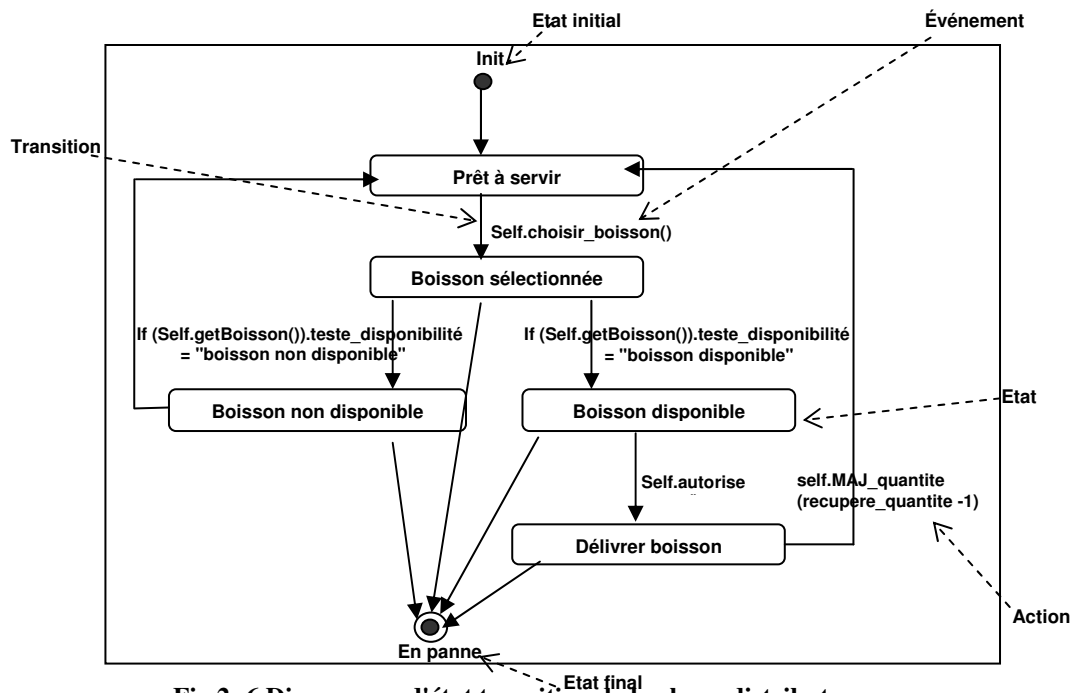 Etat initial
Événement
Init
Transition
Prêt à servir
Self.choisir_boisson()
Boisson sélectionnée
If (Self.getBoisson()).teste_disponibilité
= "boisson non disponible"
If (Self.getBoisson()).teste_disponibilité
= "boisson disponible"
Boisson non disponible
Boisson disponible
Etat
Self.autorise
self.MAJ_quantite
(recupere_quantite -1)
Délivrer boisson
Action
En panne
Etat final